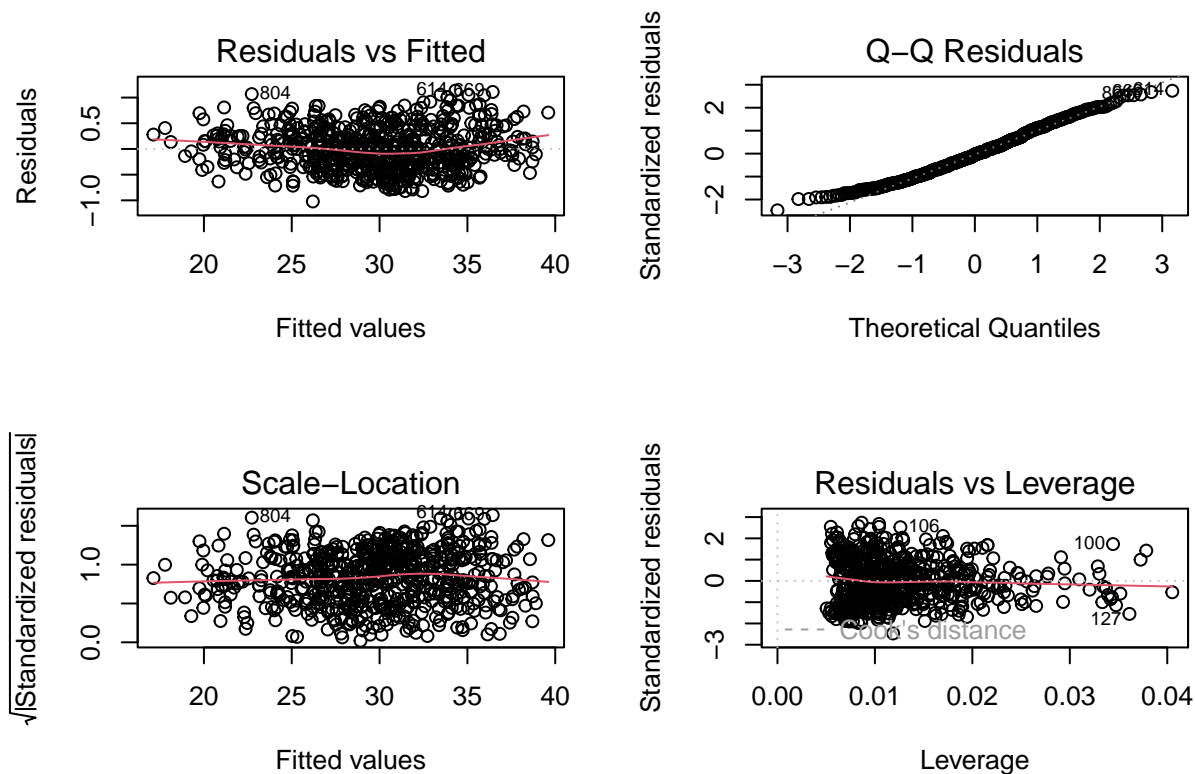 Residuals vs Fitted
Residuals
0.5
−1.0
804
614
669
20 25 30 35 40
Fitted values
Q−Q Residuals
Standardized residuals
2
0
−2
614
−3 −2 −1 0 1 2 3
Theoretical Quantiles
Scale−Location
√|Standardized residuals|
1.0
0.0
804
614
669
20 25 30 35 40
Fitted values
Residuals vs Leverage
Standardized residuals
2
0
−3
106
100
127
Cook's distance
0.00 0.01 0.02 0.03 0.04
Leverage